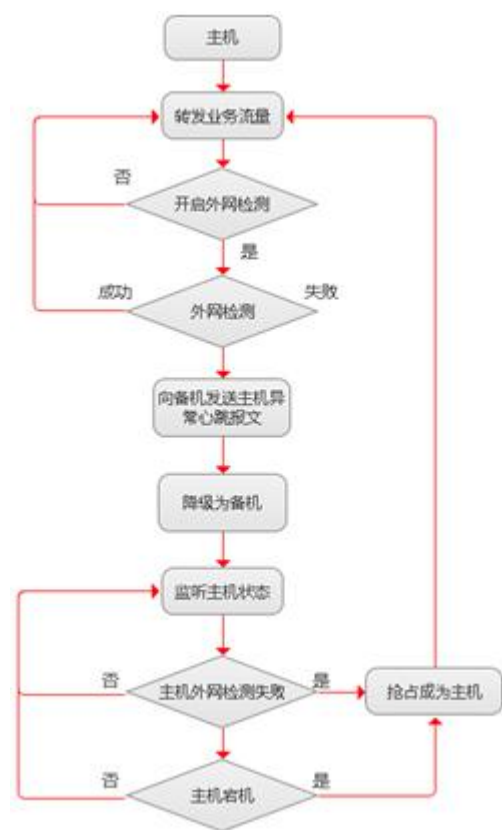 主机
转发业务流量
否
开启外网检测
是
成功
失败
外网检测
向备机发送主机异
常心跳报文
降级为备机
监听主机状态
否
主机外网检测失败
是
抢占成为主机
否
主机宕机
是